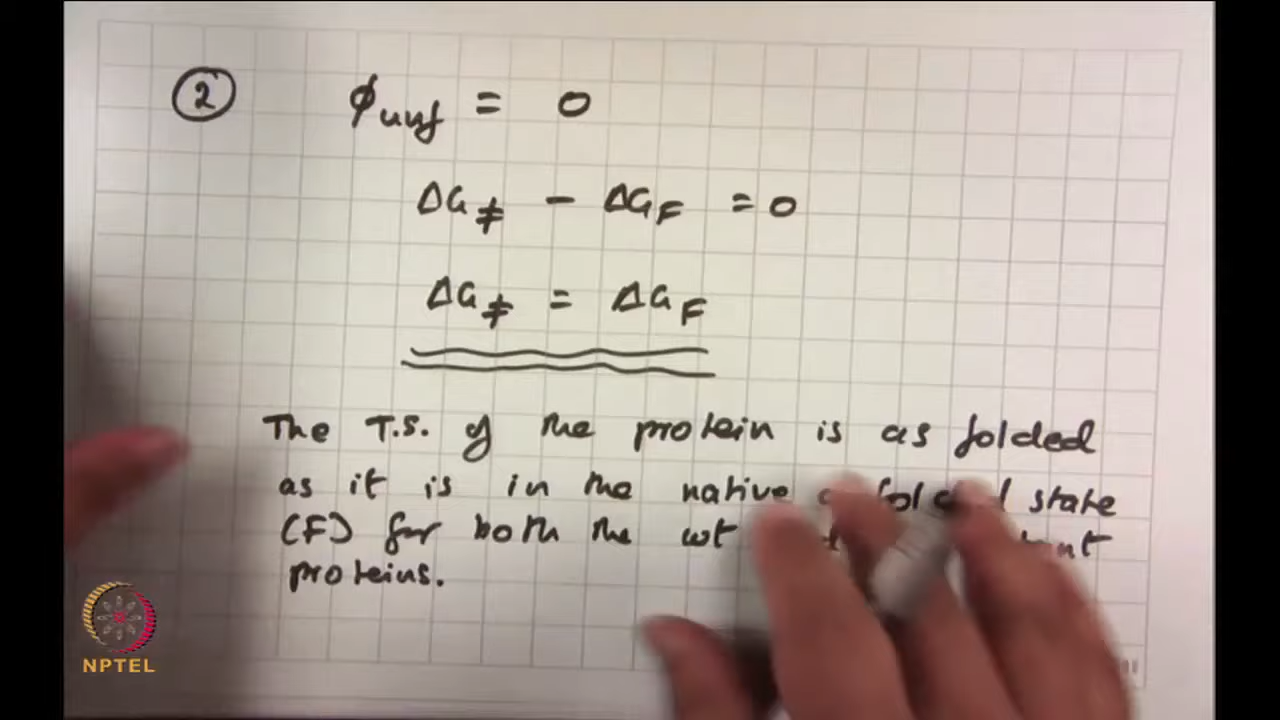 2 ϕunf = 0
ΔG‡ - ΔGF = 0
ΔG‡ = ΔGF
The T.S. of the protein is as folded
as it is in the native state
(F) for both the wt
proteins.
NPTEL